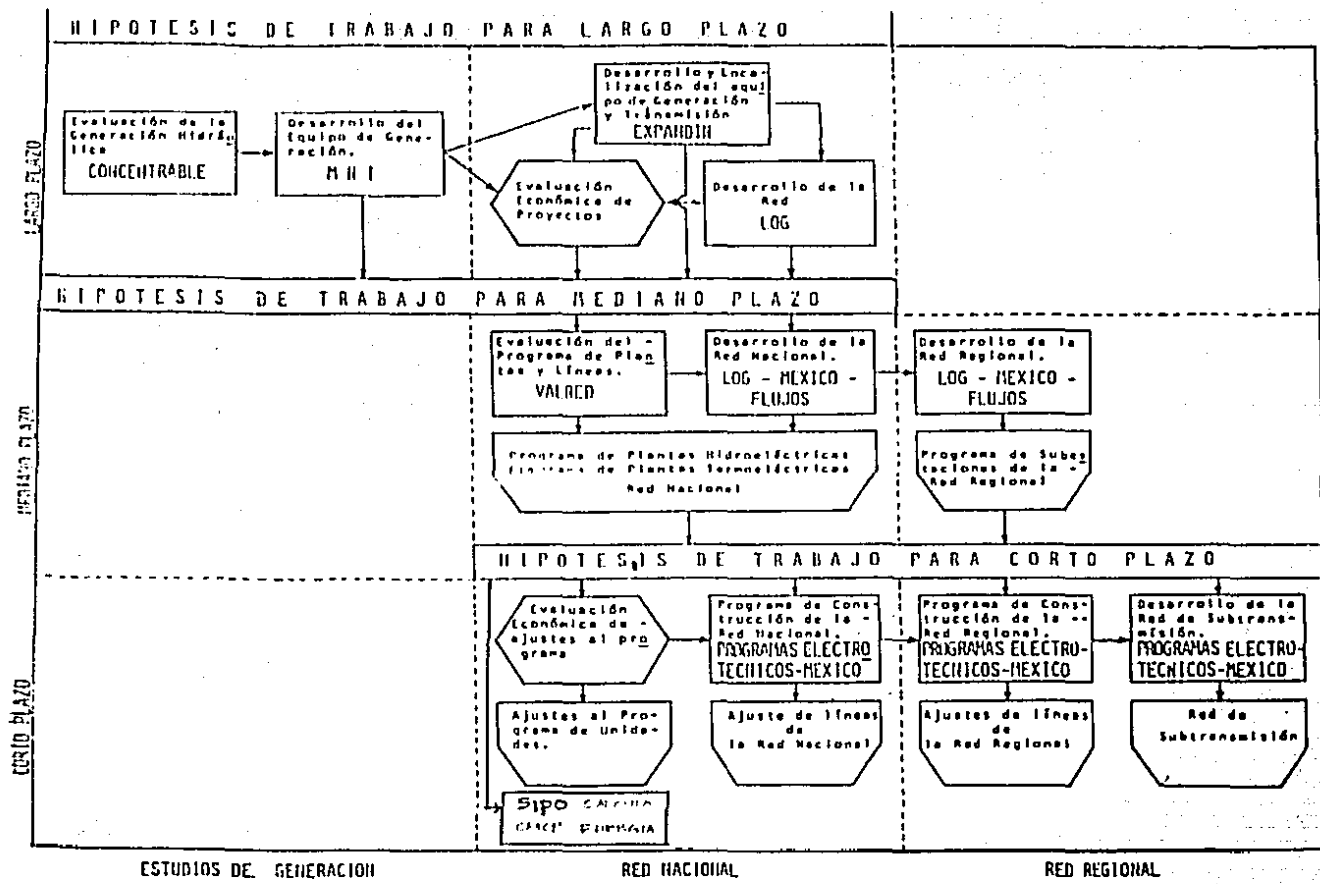 HIPOTESIS DE TRABAJO PARA LARGO PLAZO
LARGO PLAZO
Evaluación de la
Generación Hidráu
lica
CONCENTRABLE
Desarrollo del
Equipo de Gene-
ración.
M N I
Desarrollo y Loca-
lización del equi
po de Generación
y Transmisión
EXPANDIN
Evaluación
Económica de
Proyectos
Desarrollo de la
Red
LOG
HIPOTESIS DE TRABAJO PARA MEDIANO PLAZO
MEDIANO PLAZO
Evaluación del -
Programa de Plan
tas y Líneas.
VALRED
Desarrollo de la
Red Nacional.
LOG - MEXICO -
FLUJOS
Desarrollo de la
Red Regional.
LOG - MEXICO -
FLUJOS
Programa de Plantas Hidroeléctricas
Programa de Plantas Termoeléctricas
Red Nacional
Programa de Subes
taciones de la -
Red Regional
HIPOTESIS DE TRABAJO PARA CORTO PLAZO
CORTO PLAZO
Evaluación
Económica de -
ajustes al pro
grama
Programa de Cons-
trucción de la -
Red Nacional.
PROGRAMAS ELECTRO
TECNICOS-MEXICO
Programa de Cons-
trucción de la --
Red Regional.
PROGRAMAS ELECTRO-
TECNICOS-MEXICO
Desarrollo de la
Red de Subtrans-
misión.
PROGRAMAS ELECTRO-
TECNICOS-MEXICO
Ajustes al Pro-
grama de Unida-
des.
Ajuste de líneas
de
la Red Nacional
Ajustes de líneas
de
la Red Regional
Red de
Subtransmisión
SIPO
ESTUDIOS DE GENERACION
RED NACIONAL
RED REGIONAL